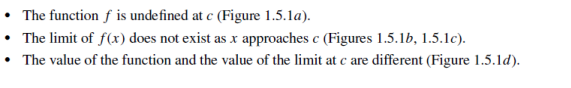 • The function f is undefined at c (Figure 1.5.1a).
• The limit of f(x) does not exist as x approaches c (Figures 1.5.1b, 1.5.1c).
• The value of the function and the value of the limit at c are different (Figure 1.5.1d).